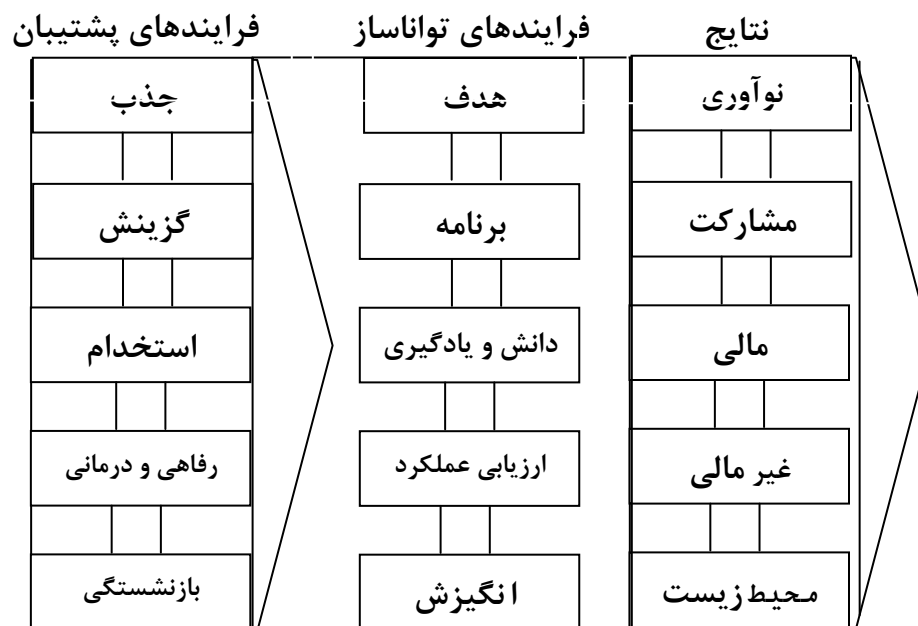 نتایج
نوآوری
مشارکت
مالی
غیر مالی
محیط زیست
فرایندهای تواناساز
هدف
برنامه
دانش و یادگیری
ارزیابی عملکرد
انگیزش
فرایندهای پشتیبان
جذب
گزینش
استخدام
رفاهی و درمانی
بازنشستگی